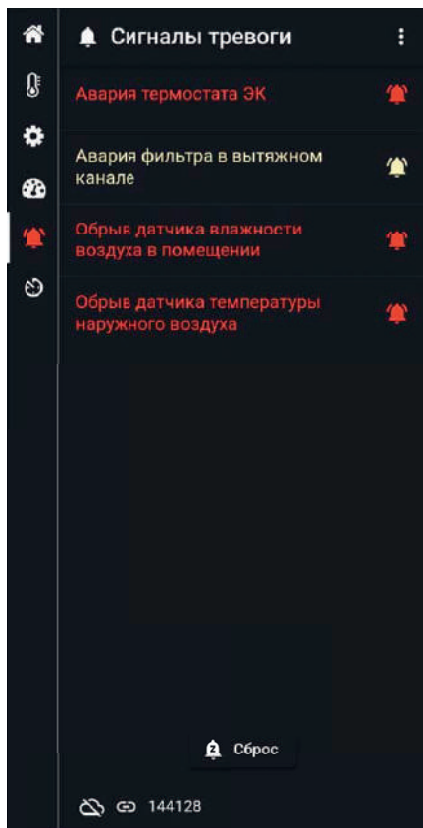 Сигналы тревоги
Авария термостата ЭК
Авария фильтра в вытяжном
канале
Обрыв датчика влажности
воздуха в помещении
Обрыв датчика температуры
наружного воздуха
Сброс
144128